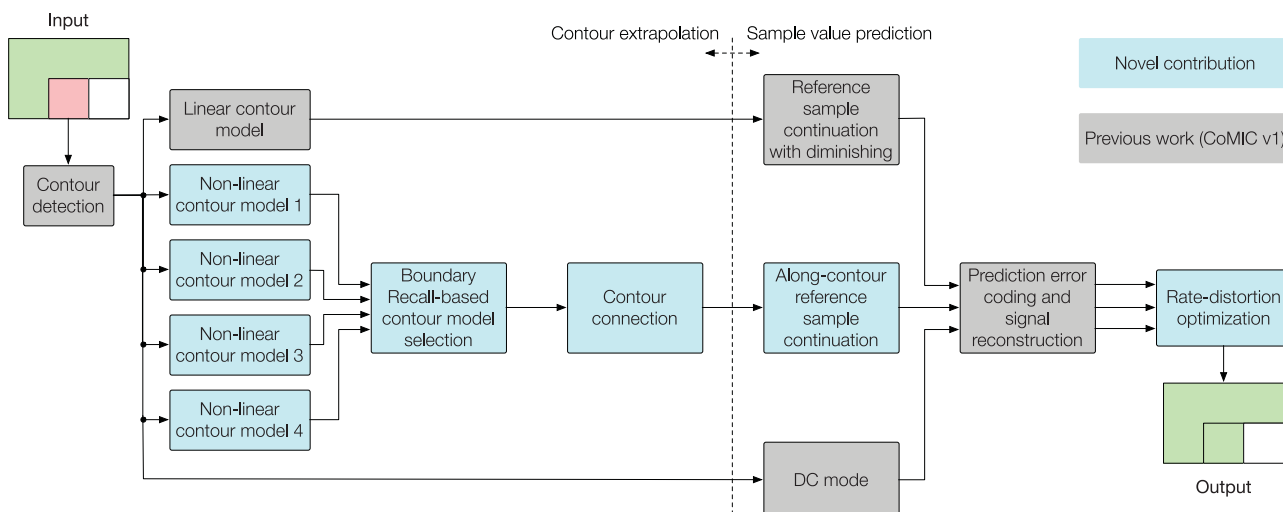 Input
Contour extrapolation
Sample value prediction
Novel contribution
Previous work (CoMIC v1)
Linear contour
model
Reference
sample
continuation
with diminishing
Contour
detection
Non-linear
contour model 1
Non-linear
contour model 2
Non-linear
contour model 3
Non-linear
contour model 4
Boundary
Recall-based
contour model
selection
Contour
connection
Along-contour
reference
sample
continuation
Prediction error
coding and
signal
reconstruction
Rate-distortion
optimization
DC mode
Output